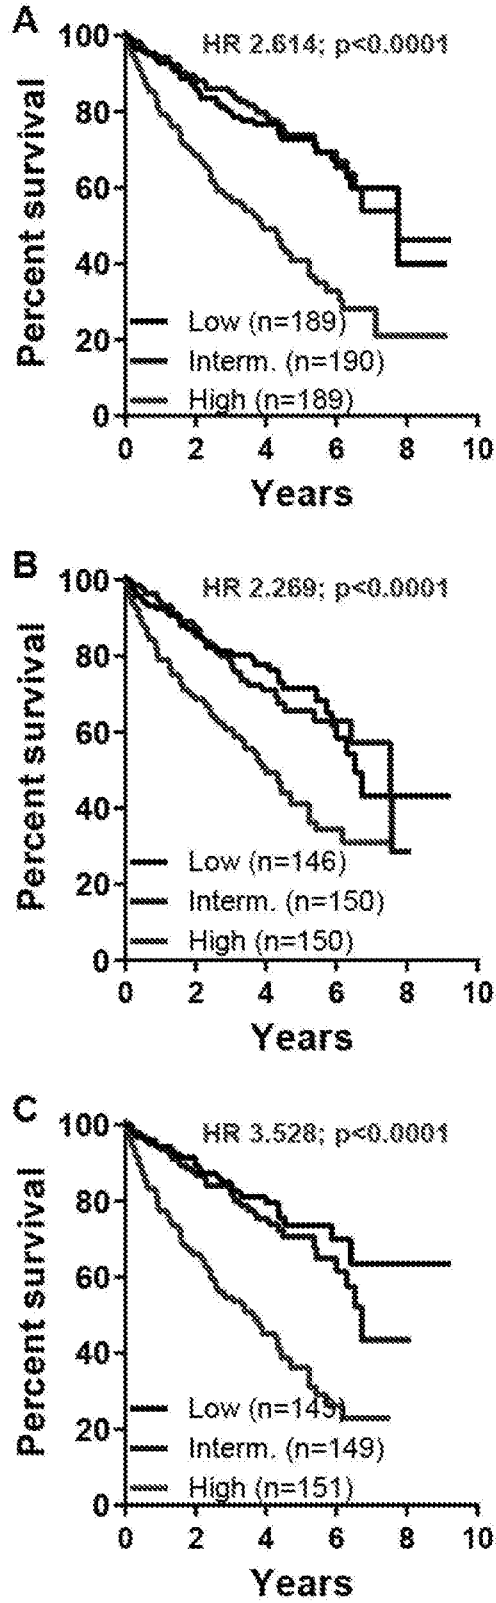 A
HR 2.614; p<0.0001
Percent survival
100
80
60
40
20
0
Low (n=189)
Interm. (n=190)
High (n=189)
0 2 4 6 8 10
Years
B
HR 2.269; p<0.0001
Percent survival
100
80
60
40
20
0
Low (n=146)
Interm. (n=150)
High (n=150)
0 2 4 6 8 10
Years
C
HR 3.528; p<0.0001
Percent survival
100
80
60
40
20
0
Low (n=145)
Interm. (n=149)
High (n=151)
0 2 4 6 8 10
Years